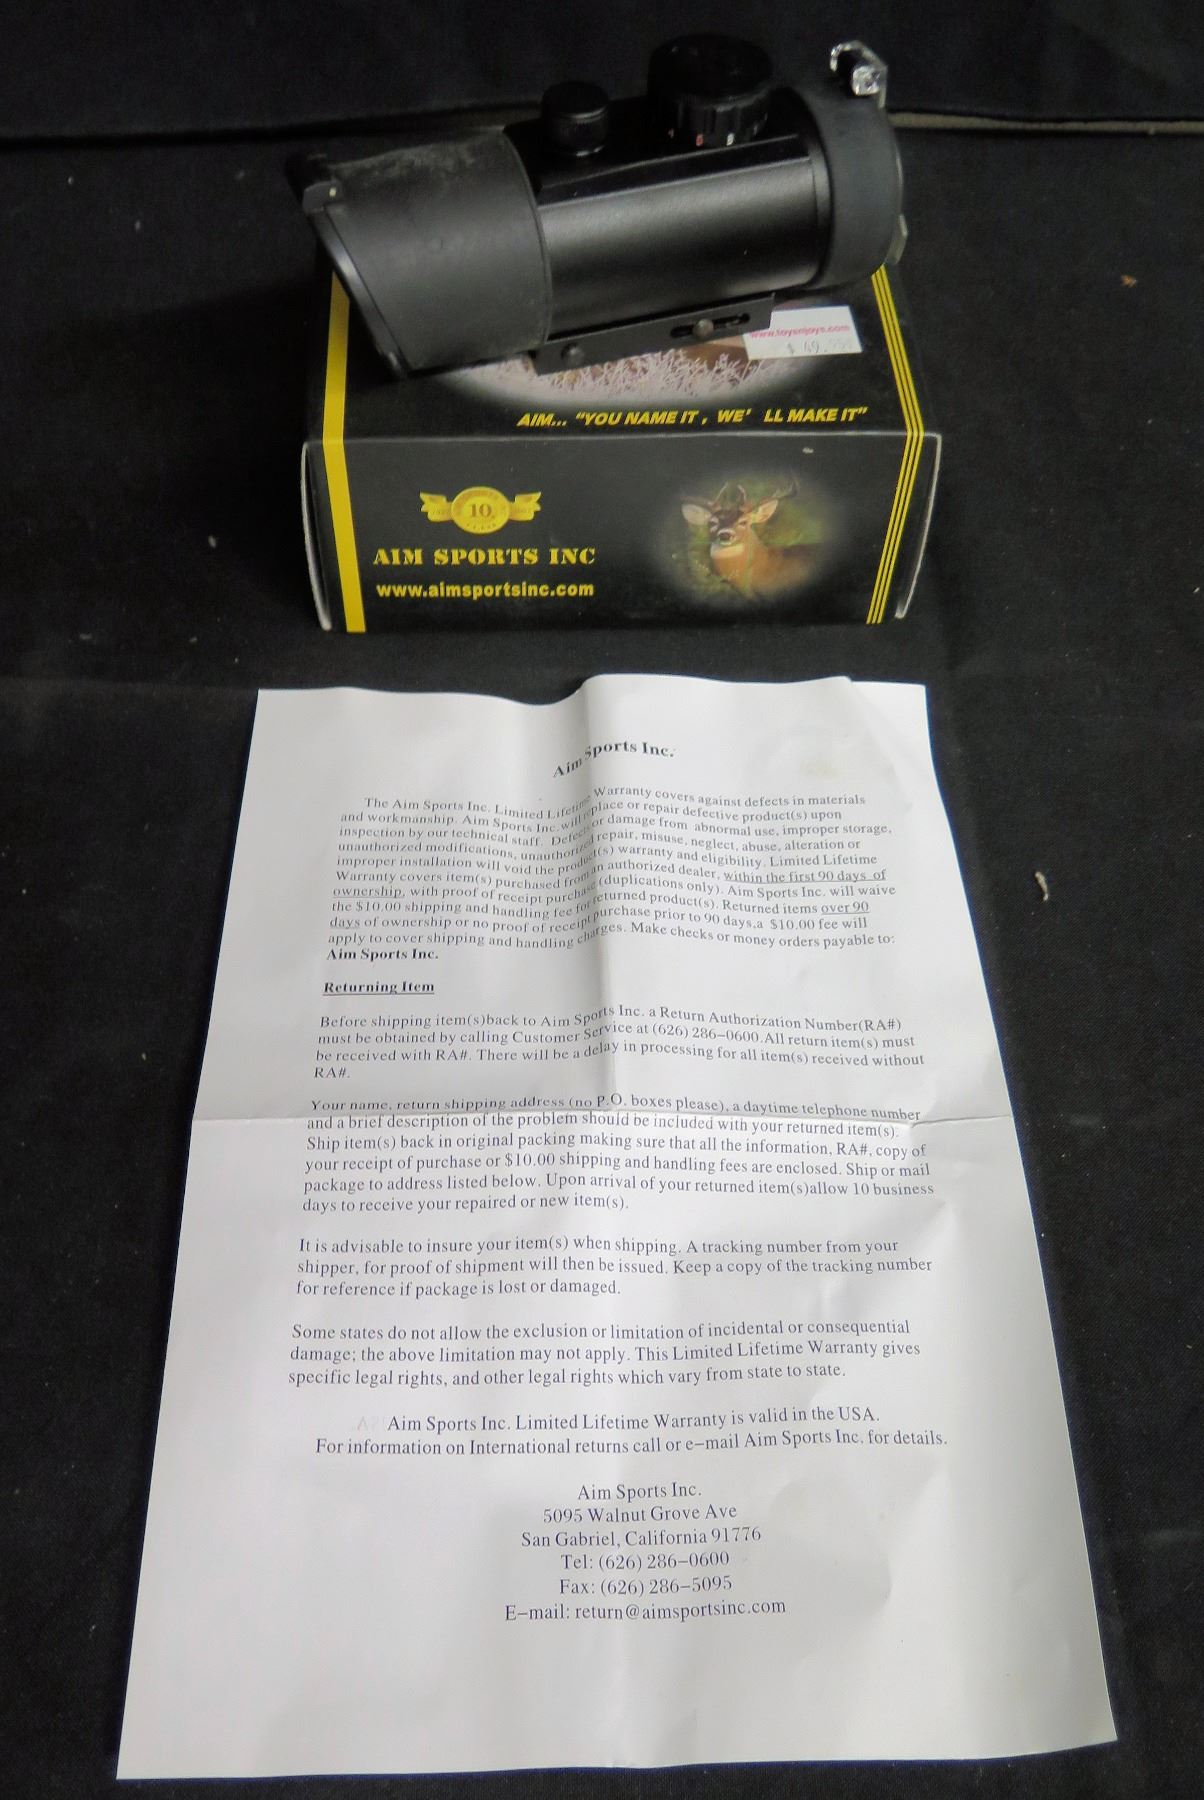 5
www.toysnjoys.com
$ 49.95
AIM... "YOU NAME IT, WE' LL MAKE IT"
10
AIM SPORTS INC
www.aimsportsinc.com
Aim Sports Inc.
The Aim Sports Inc. Limited Lifetime Warranty covers against defects in materials
and workmanship. Aim Sports Inc. will replace or repair defective product(s) upon
inspection by our technical staff. Defects or damage from abnormal use, improper storage,
unauthorized modifications, unauthorized repair, misuse, neglect, abuse, alteration or
improper installation will void the product(s) warranty and eligibility. Limited Lifetime
Warranty covers item(s) purchased from an authorized dealer, within the first 90 days of
ownership, with proof of receipt purchase (duplications only). Aim Sports Inc. will waive
the $10.00 shipping and handling fee for returned product(s). Returned items over 90
days of ownership or no proof of receipt purchase prior to 90 days,a $10.00 fee will
apply to cover shipping and handling charges. Make checks or money orders payable to:
Aim Sports Inc.
Returning Item
Before shipping item(s)back to Aim Sports Inc. a Return Authorization Number(RA#)
must be obtained by calling Customer Service at (626) 286-0600.All return item(s) must
be received with RA#. There will be a delay in processing for all item(s) received without
RA#.
Your name, return shipping address (no P.O. boxes please), a daytime telephone number
and a brief description of the problem should be included with your returned item(s).
Ship item(s) back in original packing making sure that all the information, RA#, copy of
your receipt of purchase or $10.00 shipping and handling fees are enclosed. Ship or mail
package to address listed below. Upon arrival of your returned item(s)allow 10 business
days to receive your repaired or new item(s).
It is advisable to insure your item(s) when shipping. A tracking number from your
shipper, for proof of shipment will then be issued. Keep a copy of the tracking number
for reference if package is lost or damaged.
Some states do not allow the exclusion or limitation of incidental or consequential
damage; the above limitation may not apply. This Limited Lifetime Warranty gives
specific legal rights, and other legal rights which vary from state to state.
Aim Sports Inc. Limited Lifetime Warranty is valid in the USA.
For information on International returns call or e-mail Aim Sports Inc. for details.
Aim Sports Inc.
5095 Walnut Grove Ave
San Gabriel, California 91776
Tel: (626) 286-0600
Fax: (626) 286-5095
E-mail: return@aimsportsinc.com